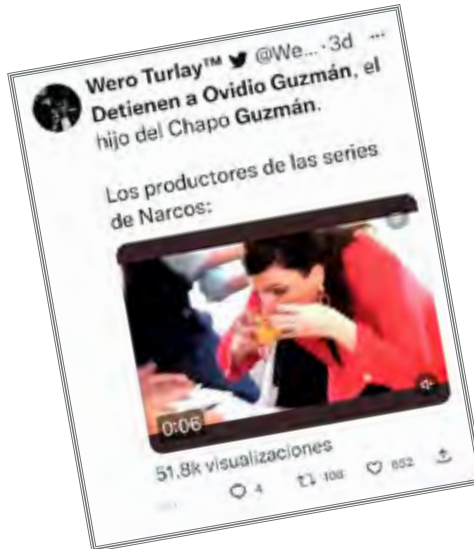 Wero Turlay™ @We... · 3d ...
Detienen a Ovidio Guzmán, el
hijo del Chapo Guzmán.
Los productores de las series
de Narcos:
0:06
51.8k visualizaciones
4 108 652